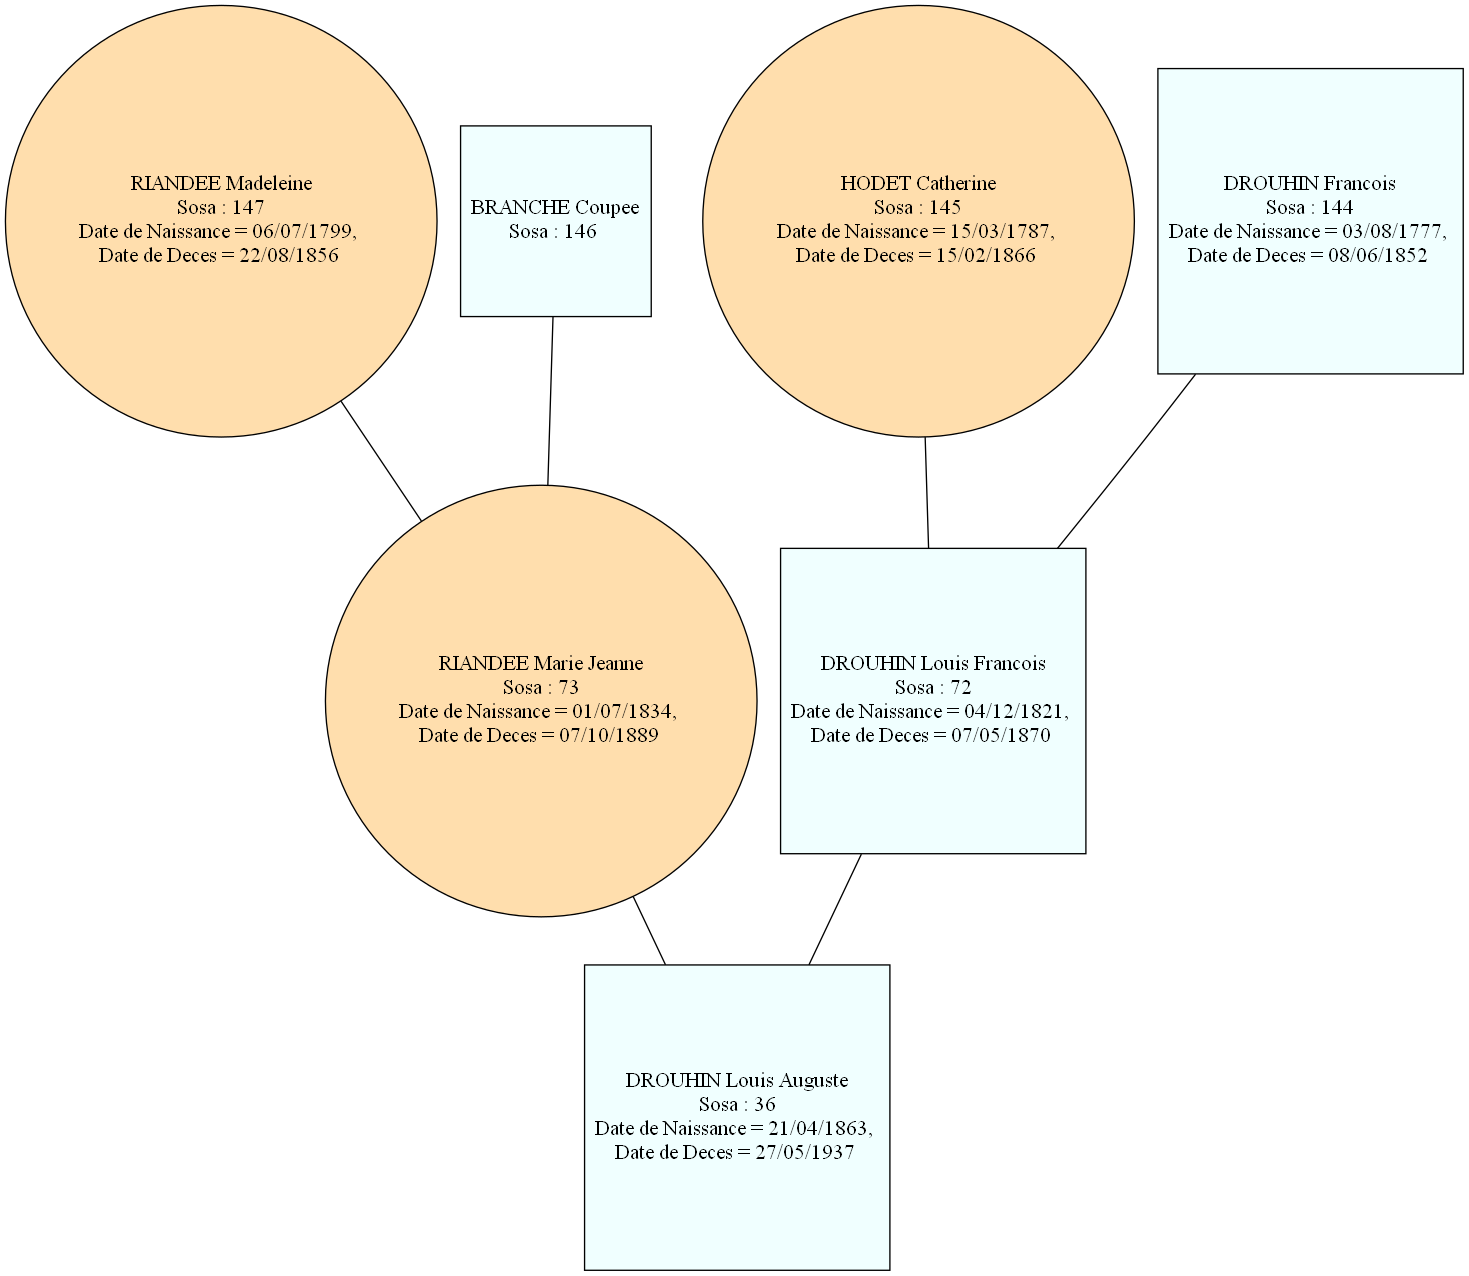 RIANDEE Madeleine
Sosa : 147
Date de Naissance = 06/07/1799,
Date de Deces = 22/08/1856
BRANCHE Coupee
Sosa : 146
HODET Catherine
Sosa : 145
Date de Naissance = 15/03/1787,
Date de Deces = 15/02/1866
DROUHIN Francois
Sosa : 144
Date de Naissance = 03/08/1777,
Date de Deces = 08/06/1852
RIANDEE Marie Jeanne
Sosa : 73
Date de Naissance = 01/07/1834,
Date de Deces = 07/10/1889
DROUHIN Louis Francois
Sosa : 72
Date de Naissance = 04/12/1821,
Date de Deces = 07/05/1870
DROUHIN Louis Auguste
Sosa : 36
Date de Naissance = 21/04/1863,
Date de Deces = 27/05/1937